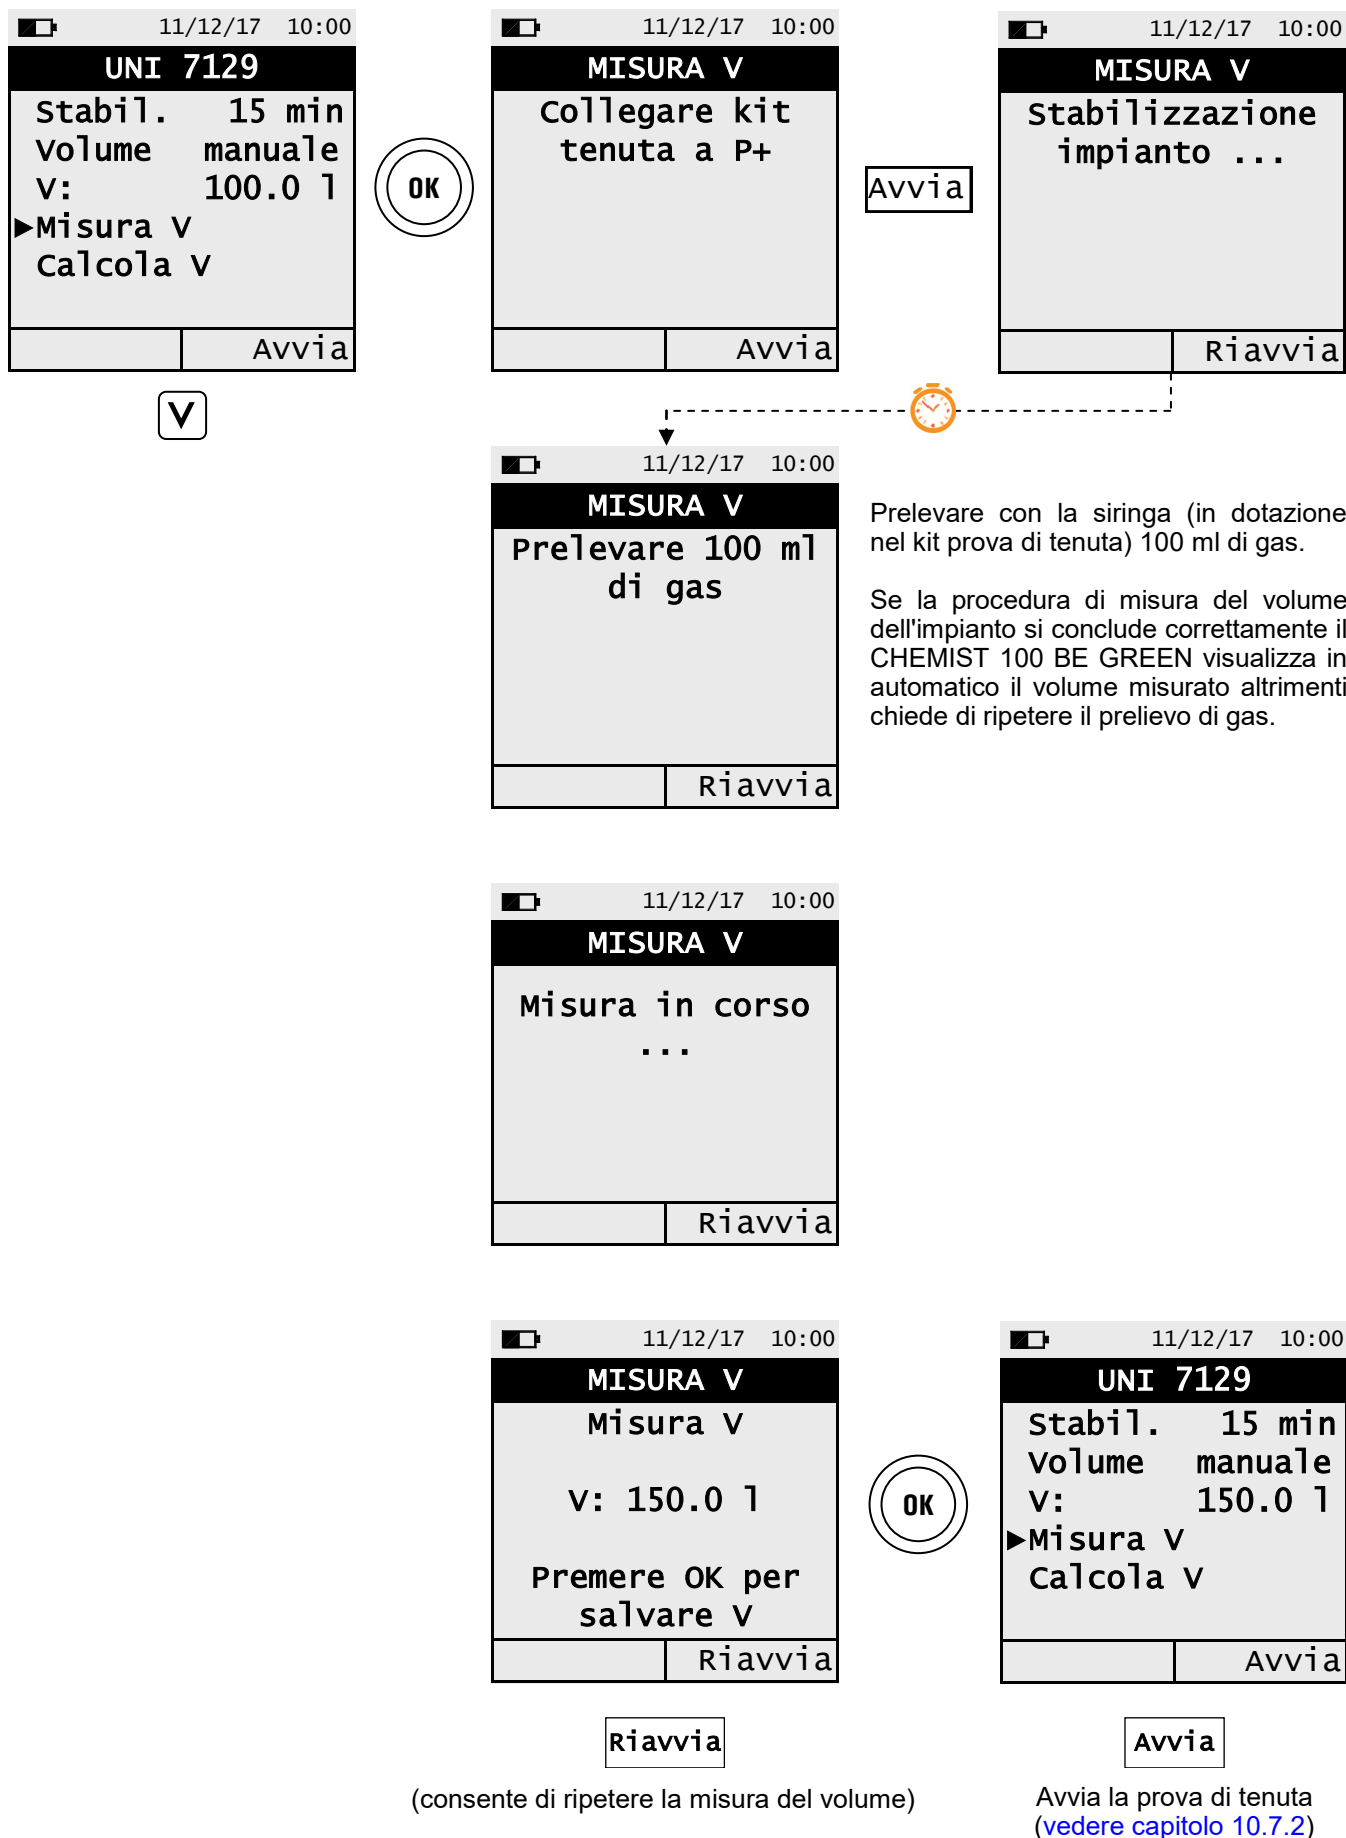 11/12/17 10:00
UNI 7129
Stabil. 15 min
Volume manuale
V: 100.0 l
►Misura V
Calcola V
Avvia
V
OK
11/12/17 10:00
MISURA V
Collegare kit
tenuta a P+
Avvia
Avvia
11/12/17 10:00
MISURA V
Stabilizzazione
impianto ...
Riavvia
11/12/17 10:00
MISURA V
Prelevare 100 ml
di gas
Riavvia
Prelevare con la siringa (in dotazione
nel kit prova di tenuta) 100 ml di gas.
Se la procedura di misura del volume
dell'impianto si conclude correttamente il
CHEMIST 100 BE GREEN visualizza in
automatico il volume misurato altrimenti
chiede di ripetere il prelievo di gas.
11/12/17 10:00
MISURA V
Misura in corso
...
Riavvia
11/12/17 10:00
MISURA V
Misura V
V: 150.0 l
Premere OK per
salvare V
Riavvia
Riavvia
(consente di ripetere la misura del volume)
OK
11/12/17 10:00
UNI 7129
Stabil. 15 min
Volume manuale
V: 150.0 l
►Misura V
Calcola V
Avvia
Avvia
Avvia la prova di tenuta
(vedere capitolo 10.7.2)